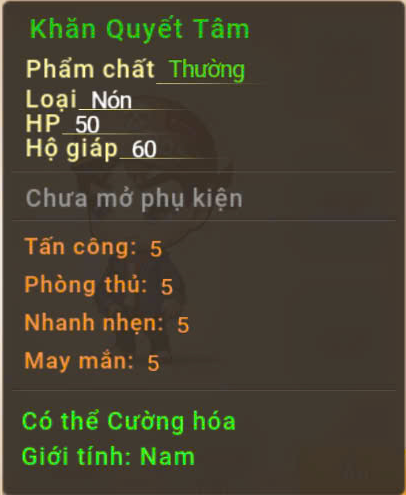 Khăn Quyết Tâm
Phẩm chất Thường
Loại Nón
HP 50
Hộ giáp 60
Chưa mở phụ kiện
Tấn công: 5
Phòng thủ: 5
Nhanh nhẹn: 5
May mắn: 5
Có thể Cường hóa
Giới tính: Nam